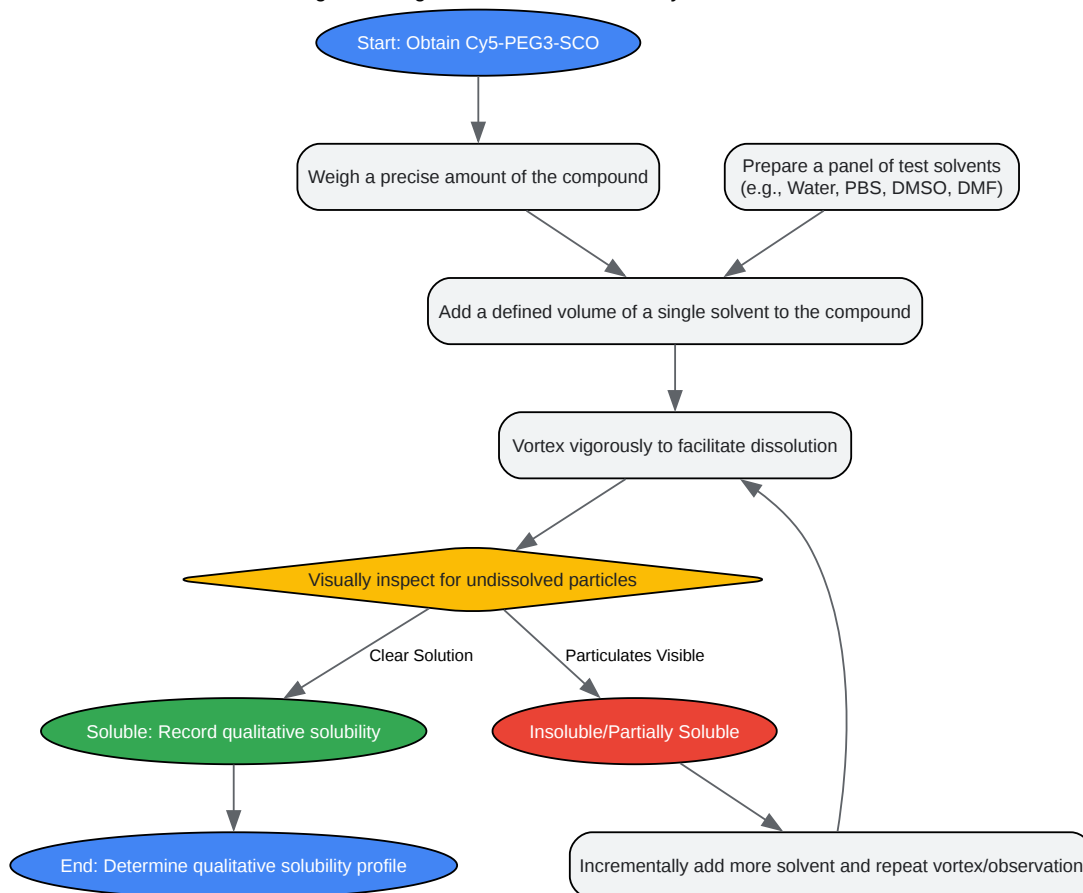 Start: Obtain Cy5-PEG3-SCO
Weigh a precise amount of the compound
Prepare a panel of test solvents
(e.g., Water, PBS, DMSO, DMF)
Add a defined volume of a single solvent to the compound
Vortex vigorously to facilitate dissolution
Visually inspect for undissolved particles
Clear Solution
Particulates Visible
Soluble: Record qualitative solubility
Insoluble/Partially Soluble
End: Determine qualitative solubility profile
Incrementally add more solvent and repeat vortex/observation